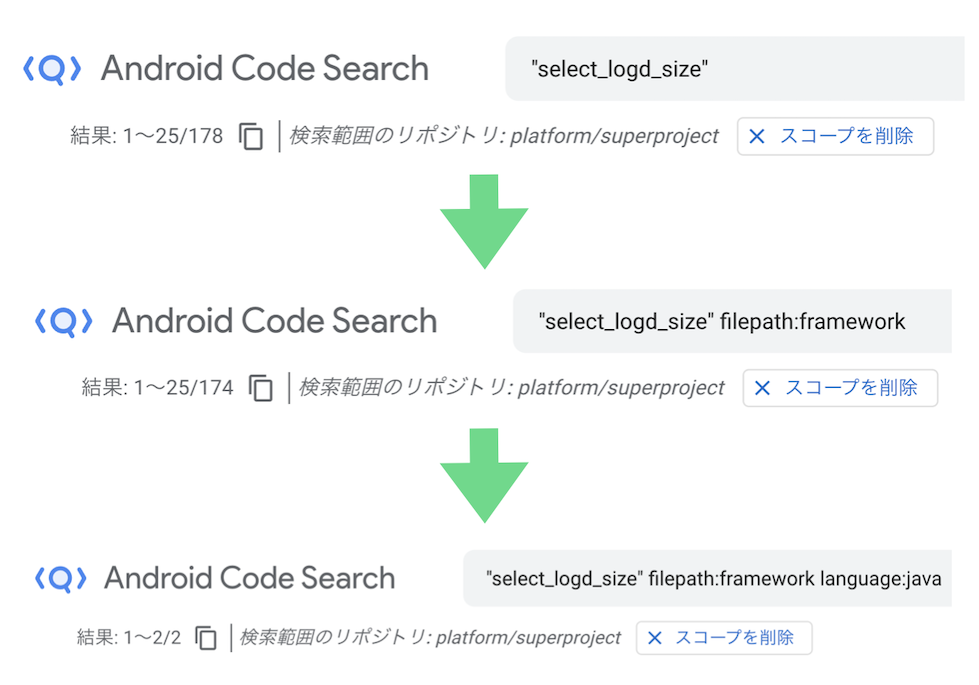 Android Code Search "select_logd_size"
結果: 1～25/178 検索範囲のリポジトリ: platform/superproject × スコープを削除
Android Code Search "select_logd_size" filepath:framework
結果: 1～25/174 検索範囲のリポジトリ: platform/superproject × スコープを削除
Android Code Search "select_logd_size" filepath:framework language:java
結果: 1～2/2 検索範囲のリポジトリ: platform/superproject × スコープを削除